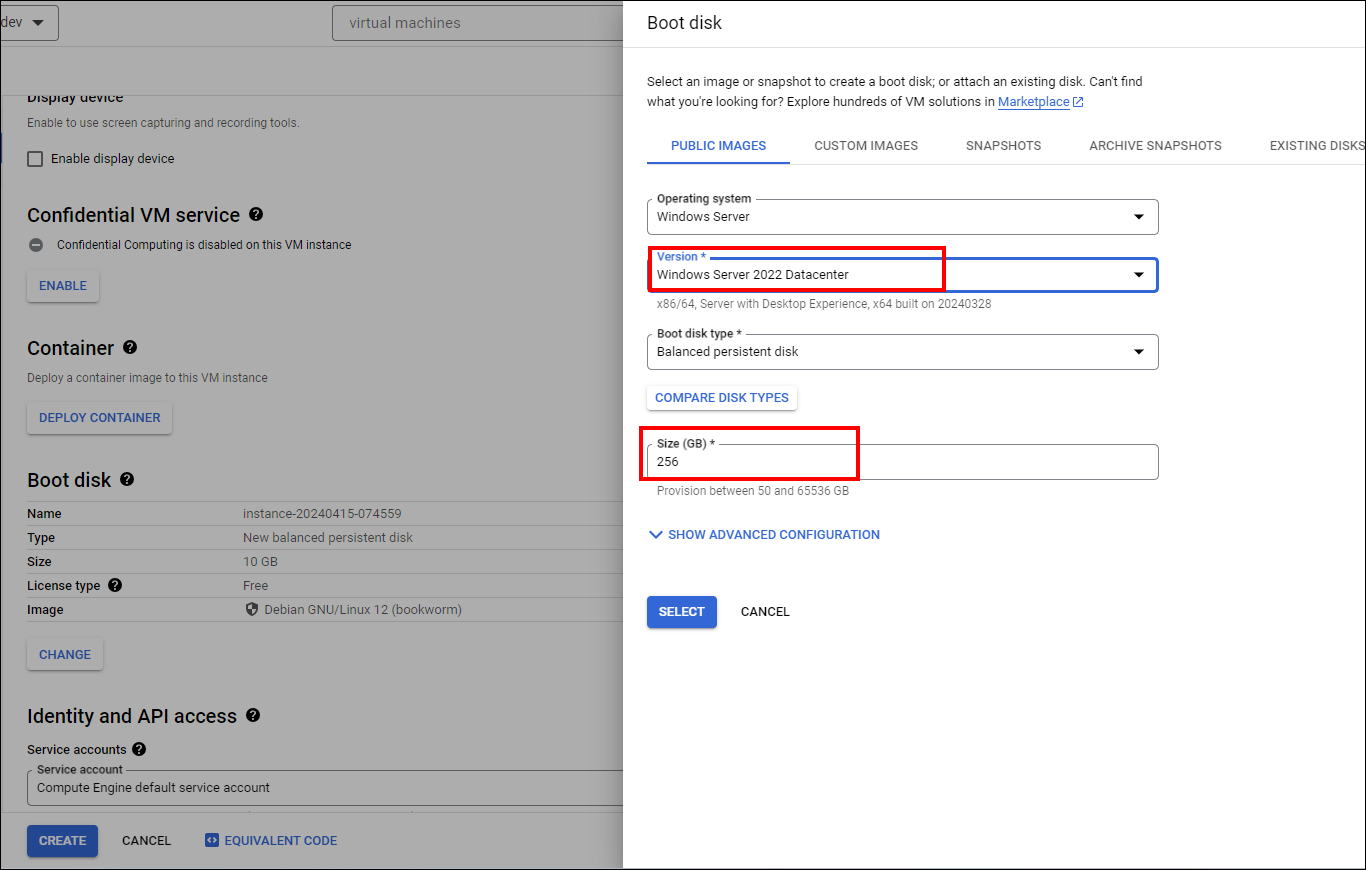 dev
virtual machines
Display device
Enable to use screen capturing and recording tools.
Enable display device
Confidential VM service
Confidential Computing is disabled on this VM instance
ENABLE
Container
Deploy a container image to this VM instance
DEPLOY CONTAINER
Boot disk
Name instance-20240415-074559
Type New balanced persistent disk
Size 10 GB
License type Free
Image Debian GNU/Linux 12 (bookworm)
CHANGE
Identity and API access
Service accounts
Service account
Compute Engine default service account
CREATE CANCEL EQUIVALENT CODE
Boot disk
Select an image or snapshot to create a boot disk; or attach an existing disk. Can't find
what you're looking for? Explore hundreds of VM solutions in Marketplace
PUBLIC IMAGES CUSTOM IMAGES SNAPSHOTS ARCHIVE SNAPSHOTS EXISTING DISKS
Operating system
Windows Server
Version *
Windows Server 2022 Datacenter
x86/64, Server with Desktop Experience, x64 built on 20240328
Boot disk type *
Balanced persistent disk
COMPARE DISK TYPES
Size (GB) *
256
Provision between 50 and 65536 GB
SHOW ADVANCED CONFIGURATION
SELECT CANCEL